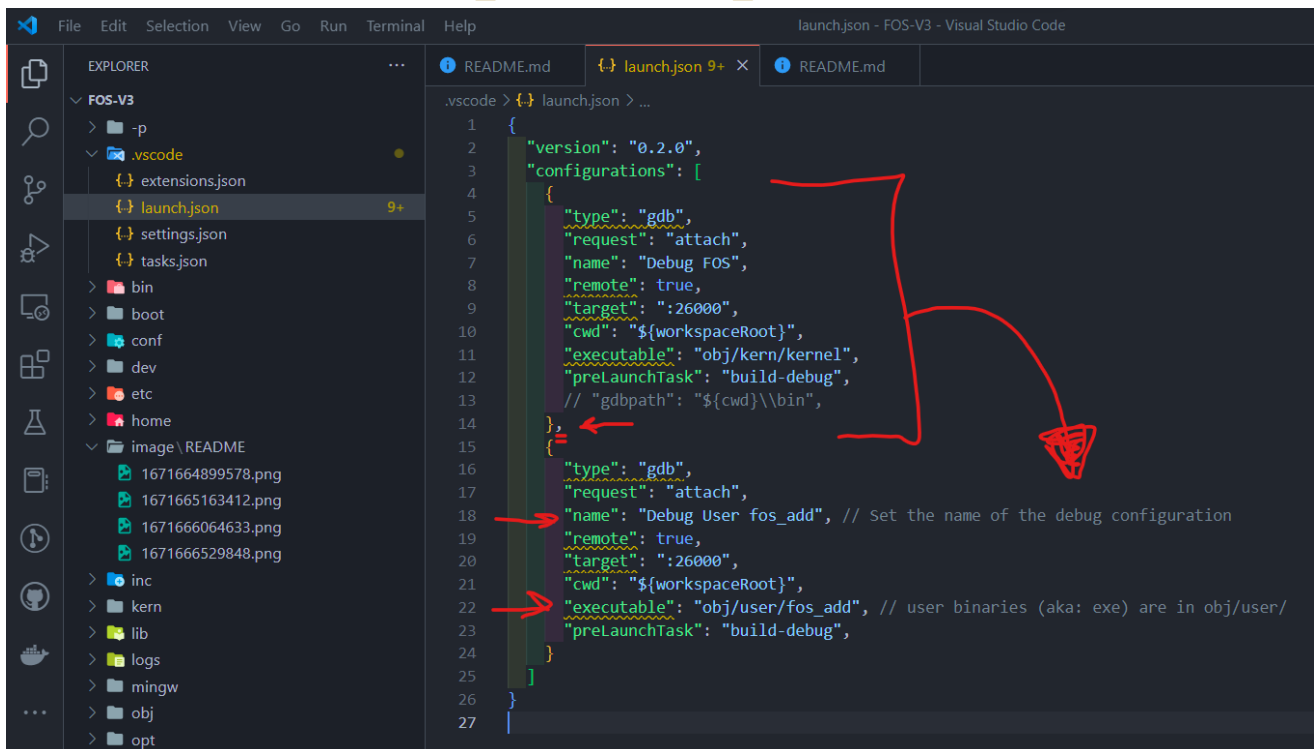 File Edit Selection View Go Run Terminal Help launch.json - FOS-V3 - Visual Studio Code
EXPLORER ...
README.md
launch.json 9+
README.md
FOS-V3
-p
.vscode
extensions.json
launch.json 9+
settings.json
tasks.json
bin
boot
conf
dev
etc
home
image\README
1671664899578.png
1671665163412.png
1671666064633.png
1671666529848.png
inc
kern
lib
logs
mingw
obj
opt
.vscode > {..} launch.json > ...
1 {
2 "version": "0.2.0",
3 "configurations": [
4 {
5 "type": "gdb",
6 "request": "attach",
7 "name": "Debug FOS",
8 "remote": true,
9 "target": ":26000",
10 "cwd": "${workspaceRoot}",
11 "executable": "obj/kern/kernel",
12 "preLaunchTask": "build-debug",
13 // "gdbpath": "${cwd}\\bin",
14 },
15 {
16 "type": "gdb",
17 "request": "attach",
18 "name": "Debug User fos_add", // Set the name of the debug configuration
19 "remote": true,
20 "target": ":26000",
21 "cwd": "${workspaceRoot}",
22 "executable": "obj/user/fos_add", // user binaries (aka: exe) are in obj/user/
23 "preLaunchTask": "build-debug",
24 }
25 ]
26 }
27